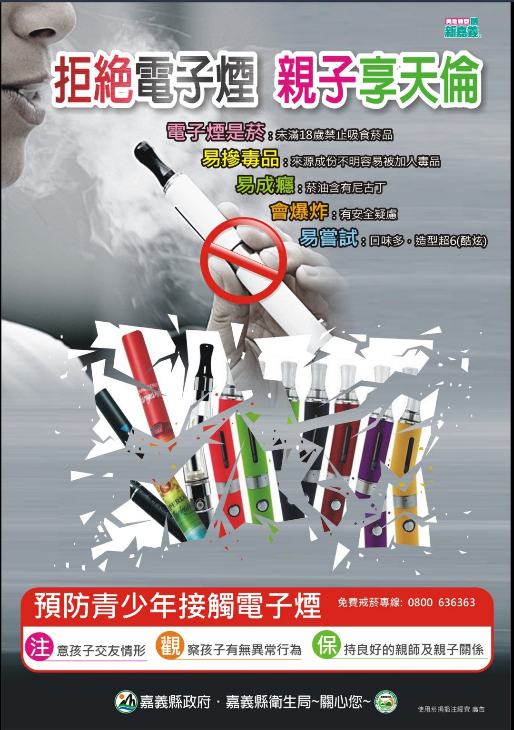 新嘉義
拒絕電子煙 親子享天倫
電子煙是菸：未滿18歲禁止吸食菸品
易摻毒品：來源成份不明容易被加入毒品
易成癮：菸油含有尼古丁
會爆炸：有安全疑慮
易嘗試：口味多，造型超6(酷炫)
預防青少年接觸電子煙 免費戒菸專線: 0800 636363
注意孩子交友情形 觀察孩子有無異常行為 保持良好的親師及親子關係
嘉義縣政府．嘉義縣衛生局~關心您~